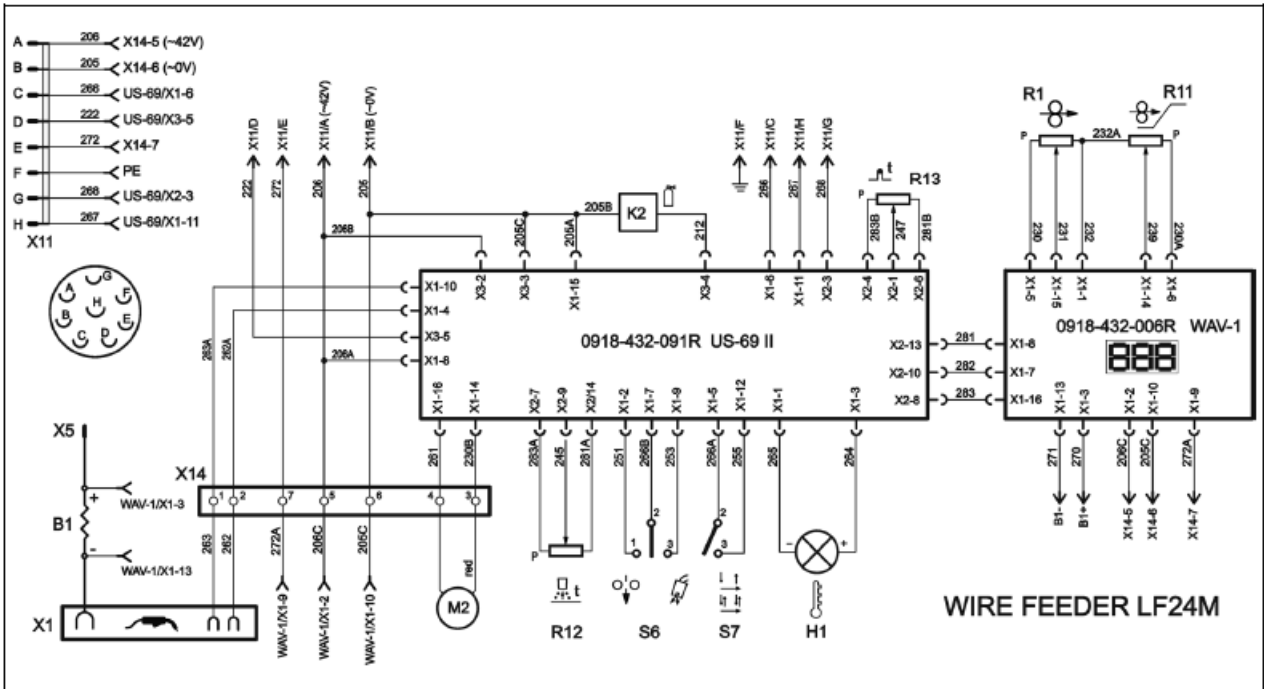 A 206 X14-5 (~42V)
B 205 X14-6 (~0V)
C 266 US-69/X1-6
D 222 US-69/X3-5
E 272 X14-7
F PE
G 268 US-69/X2-3
H 267 US-69/X1-11
X11
G
A F
H
B E
C D
X11/D X11/E X11/A (~42V) X11/B (~0V) X11/F X11/C X11/H X11/G
222 272 206 205 266 267 268
R1 R11
P 232A P
230 231 232 239 230A
X1-5 X1-15 X1-1 X1-14 X1-6
t R13
P
283B 247 281B
205B K2
206B 205C 205A 212
X3-2 X3-3 X1-15 X3-4 X1-6 X1-11 X2-3 X2-4 X2-1 X2-6
X1-10
X1-4
X3-5
X1-8
263A 262A 206A
0918-432-091R US-69 II
0918-432-006R WAV-1
888
X2-13 281 X1-8
X2-10 282 X1-7
X2-8 283 X1-16
X1-16 X1-14 X2-7 X2-9 X2/14 X1-2 X1-7 X1-9 X1-5 X1-12 X1-1 X1-3
X1-13 X1-3 X1-2 X1-10 X1-9
261 230B 283A 245 281A 251 266B 253 266A 255 265 264
271 270 206C 205C 272A
B1- B1+ X14-5 X14-6 X14-7
X5
+ WAV-1/X1-3
B1
- WAV-1/X1-13
X14
1 2 7 5 6 4 3
263 262 272A 206C 205C red
WAV-1/X1-9 WAV-1/X1-2 WAV-1/X1-10
M2
X1
P
t
R12
2
1 3
S6
2
3
S7
- +
H1
WIRE FEEDER LF24M